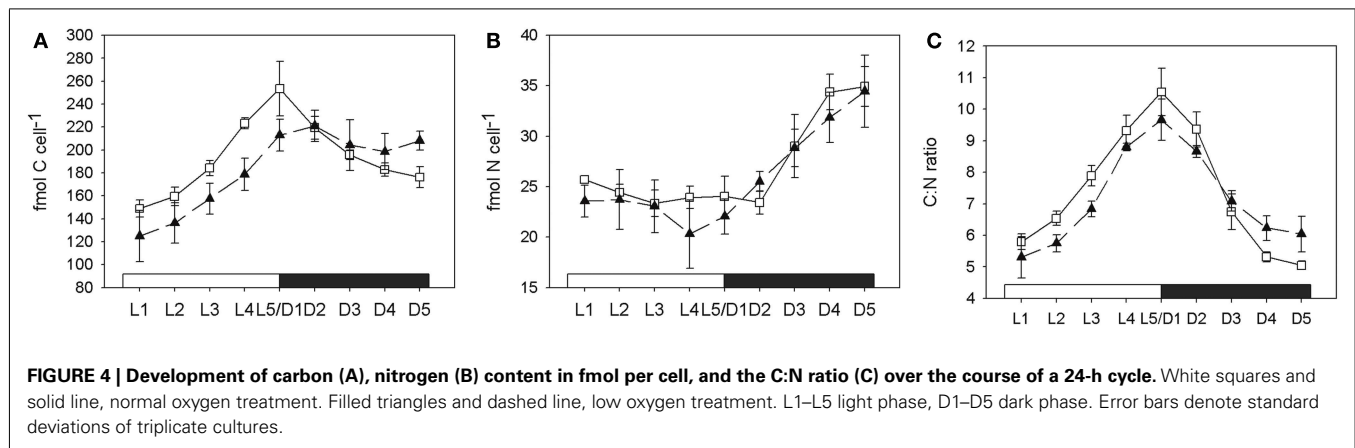 A
300
280
260
240
220
200
180
160
140
120
100
80
fmol C cell-1
L1 L2 L3 L4 L5/D1 D2 D3 D4 D5
B
40
35
30
25
20
15
fmol N cell-1
L1 L2 L3 L4 L5/D1 D2 D3 D4 D5
C
12
11
10
9
8
7
6
5
4
C:N ratio
L1 L2 L3 L4 L5/D1 D2 D3 D4 D5
FIGURE 4 | Development of carbon (A), nitrogen (B) content in fmol per cell, and the C:N ratio (C) over the course of a 24-h cycle. White squares and
solid line, normal oxygen treatment. Filled triangles and dashed line, low oxygen treatment. L1–L5 light phase, D1–D5 dark phase. Error bars denote standard
deviations of triplicate cultures.